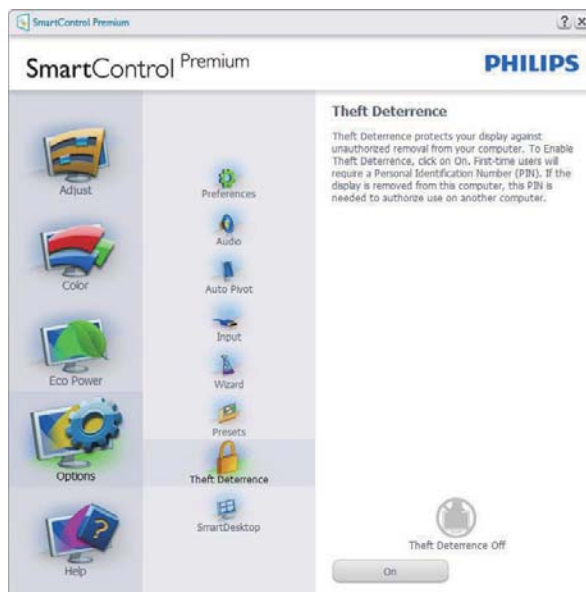 SmartControl Premium
? x
SmartControl Premium
PHILIPS
Adjust
Color
Eco Power
Options
Help
Preferences
Audio
Auto Pivot
Input
Wizard
Presets
Theft Deterrence
SmartDesktop
Theft Deterrence
Theft Deterrence protects your display against
unauthorized removal from your computer. To Enable
Theft Deterrence, click on On. First-time users will
require a Personal Identification Number (PIN). If the
display is removed from this computer, this PIN is
needed to authorize use on another computer.
Theft Deterrence Off
On